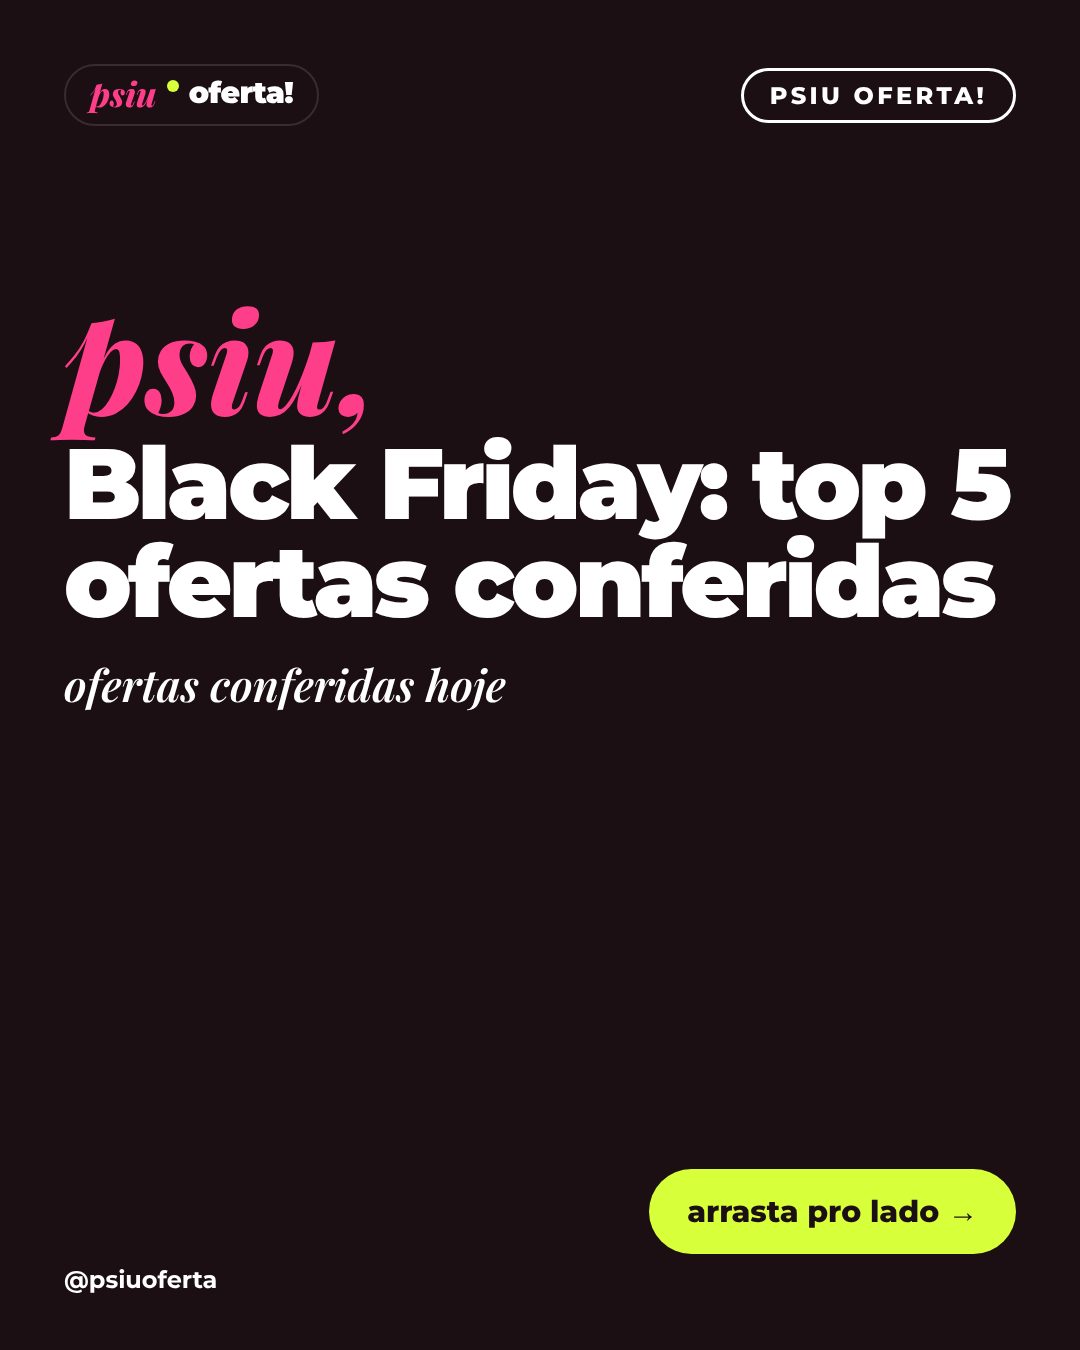 psiu oferta!
PSIU OFERTA!
psiu,
Black Friday: top 5
ofertas conferidas
ofertas conferidas hoje
arrasta pro lado →
@psiuoferta